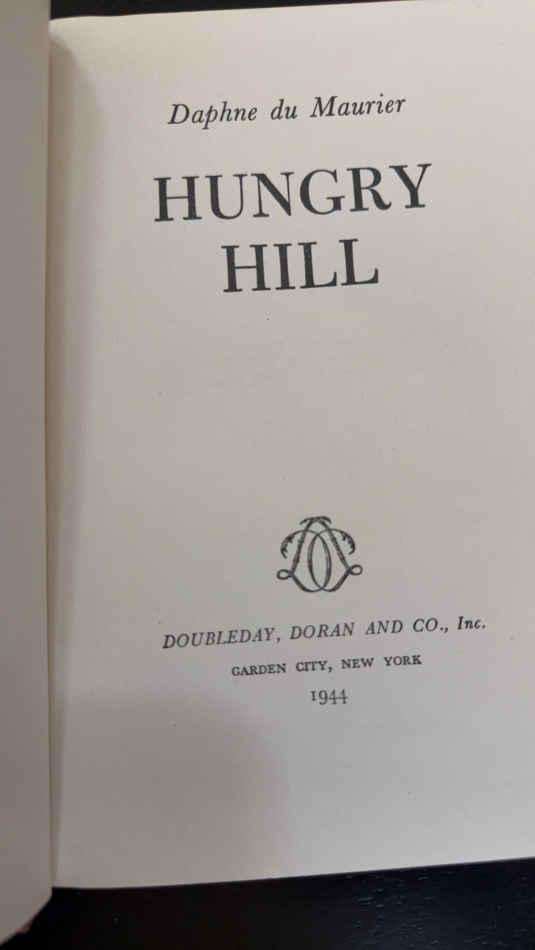 Daphne du Maurier
HUNGRY
HILL
DOUBLEDAY, DORAN AND CO., Inc.
GARDEN CITY, NEW YORK
1944